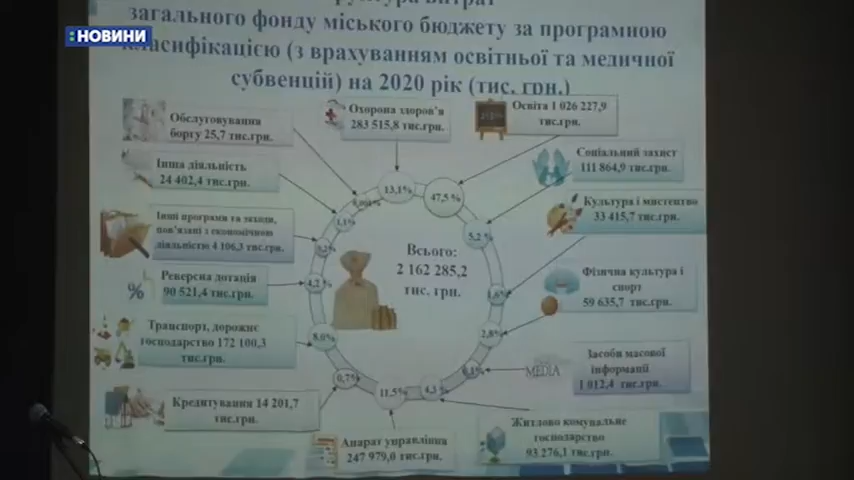 НОВИНИ
загального фонду міського бюджету за програмною
класифікацією (з врахуванням освітньої та медичної
субвенцій) на 2020 рік (тис. грн.)
Обслуговування
боргу 25,7 тис.грн.
Охорона здоров'я
283 515,8 тис.грн.
Освіта 1 026 227,9
тис.грн.
Інша діяльність
24 402,4 тис.грн.
Соціальний захист
111 864,9 тис.грн.
Культура і мистецтво
33 415,7 тис.грн.
Інші програми та заходи,
пов'язані з економічною
діяльністю 4 106,3 тис.грн.
Реверсна дотація
90 521,4 тис.грн.
%
Фізична культура і
спорт
59 635,7 тис.грн.
Транспорт, дорожнє
господарство 172 100,3
тис.грн.
Засоби масової
інформації
1 012,4 тис.грн.
MEDIA
Кредитування 14 201,7
тис.грн.
Апарат управління
247 979,0 тис.грн.
Житлово комунальне
господарство
93 276,1 тис.грн.
13,1%
47,5 %
5,2 %
1,6%
2,8%
4,3 %
11,5%
0,7%
8,0%
4,2 %
1,1%
Всього:
2 162 285,2
тис. грн.